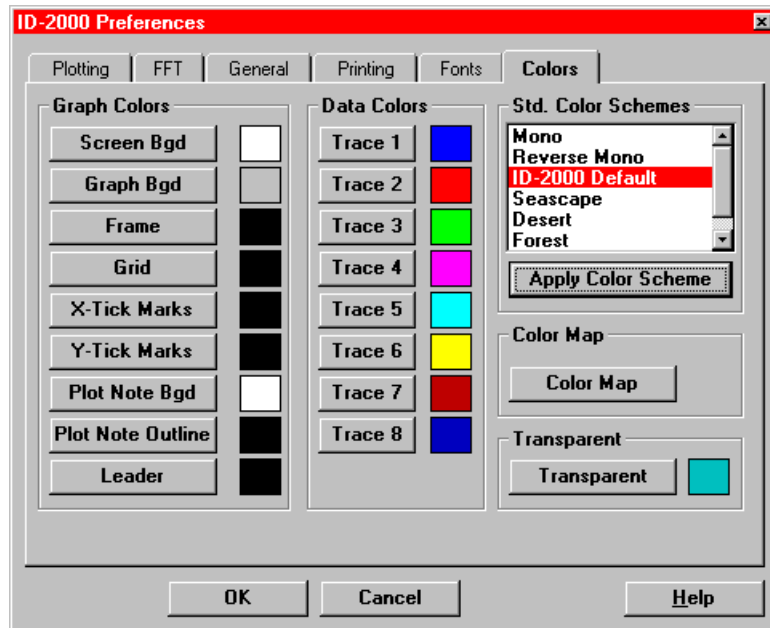 ID-2000 Preferences
Plotting FFT General Printing Fonts Colors
Graph Colors
Screen Bgd
Graph Bgd
Frame
Grid
X-Tick Marks
Y-Tick Marks
Plot Note Bgd
Plot Note Outline
Leader
Data Colors
Trace 1
Trace 2
Trace 3
Trace 4
Trace 5
Trace 6
Trace 7
Trace 8
Std. Color Schemes
Mono
Reverse Mono
ID-2000 Default
Seascape
Desert
Forest
Apply Color Scheme
Color Map
Color Map
Transparent
Transparent
OK Cancel Help